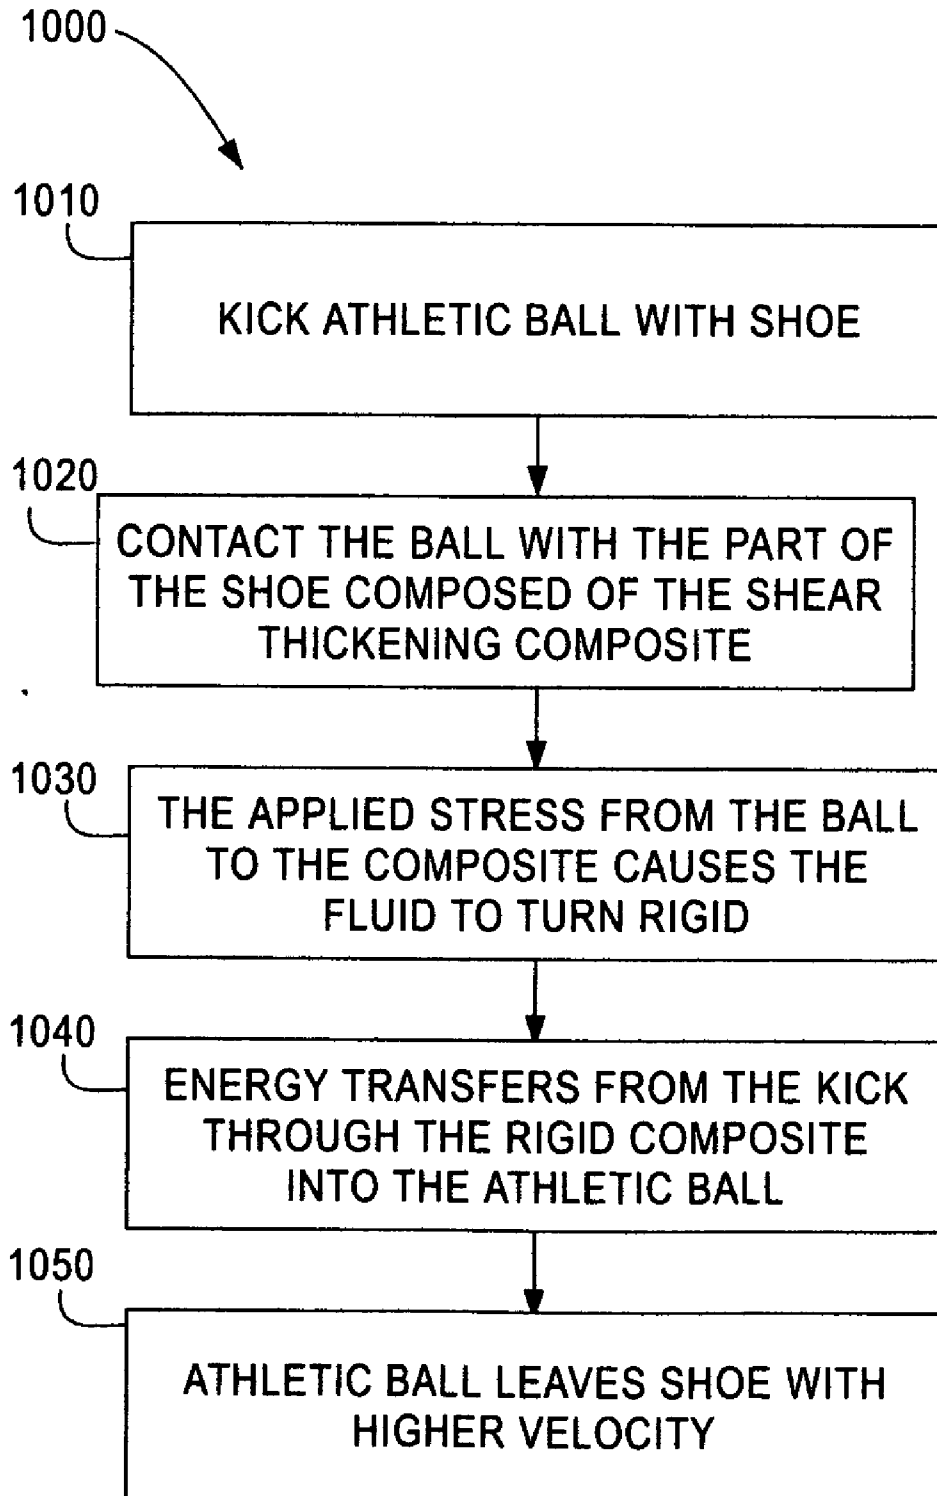 1000
1010
KICK ATHLETIC BALL WITH SHOE
1020
CONTACT THE BALL WITH THE PART OF
THE SHOE COMPOSED OF THE SHEAR
THICKENING COMPOSITE
1030
THE APPLIED STRESS FROM THE BALL
TO THE COMPOSITE CAUSES THE
FLUID TO TURN RIGID
1040
ENERGY TRANSFERS FROM THE KICK
THROUGH THE RIGID COMPOSITE
INTO THE ATHLETIC BALL
1050
ATHLETIC BALL LEAVES SHOE WITH
HIGHER VELOCITY